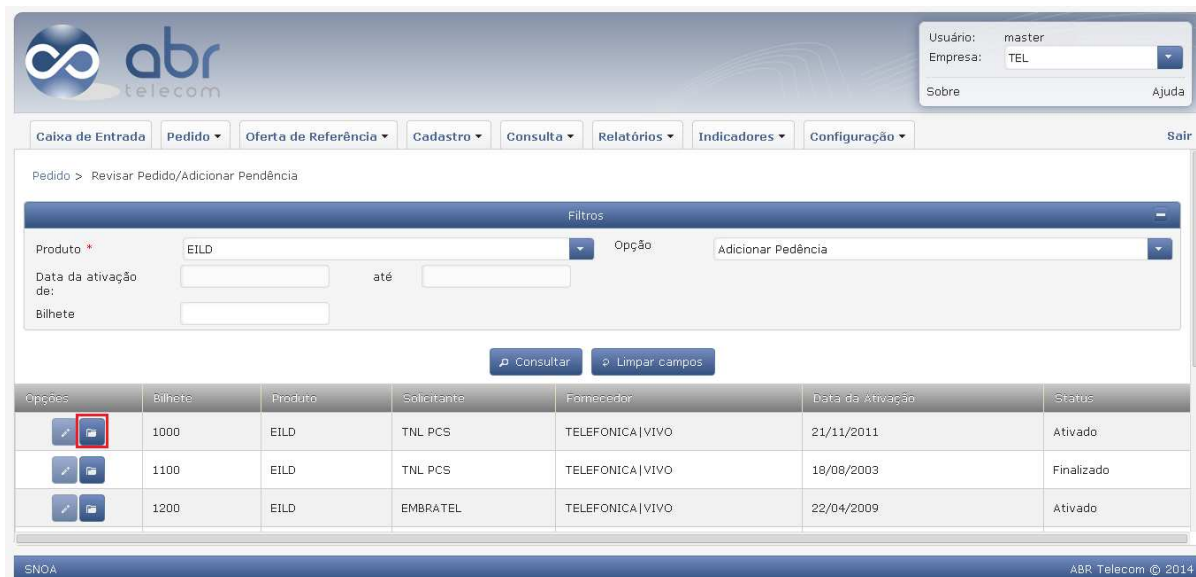 abr
telecom
Usuário: master
Empresa: TEL
Sobre Ajuda
Caixa de Entrada Pedido Oferta de Referência Cadastro Consulta Relatórios Indicadores Configuração Sair
Pedido > Revisar Pedido/Adicionar Pendência
Filtros
Produto * EILD Opção Adicionar Pedência
Data da ativação de: até
Bilhete
Consultar Limpar campos
Opções Bilhete Produto Solicitante Fornecedor Data da Ativação Status
1000 EILD TNL PCS TELEFONICA|VIVO 21/11/2011 Ativado
1100 EILD TNL PCS TELEFONICA|VIVO 18/08/2003 Finalizado
1200 EILD EMBRATEL TELEFONICA|VIVO 22/04/2009 Ativado
SNOA ABR Telecom © 2014